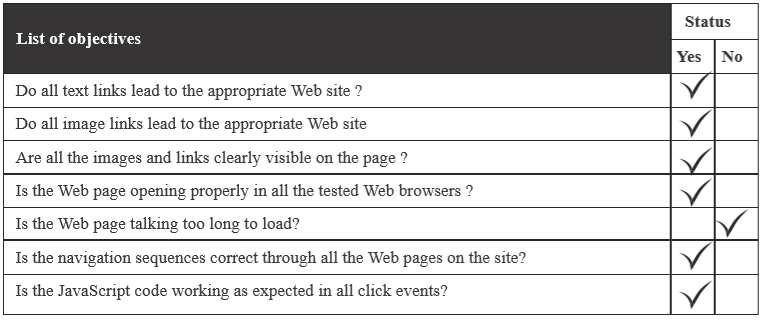 List of objectives
Status
Yes No
Do all text links lead to the appropriate Web site ?
Do all image links lead to the appropriate Web site
Are all the images and links clearly visible on the page ?
Is the Web page opening properly in all the tested Web browsers ?
Is the Web page talking too long to load?
Is the navigation sequences correct through all the Web pages on the site?
Is the JavaScript code working as expected in all click events?